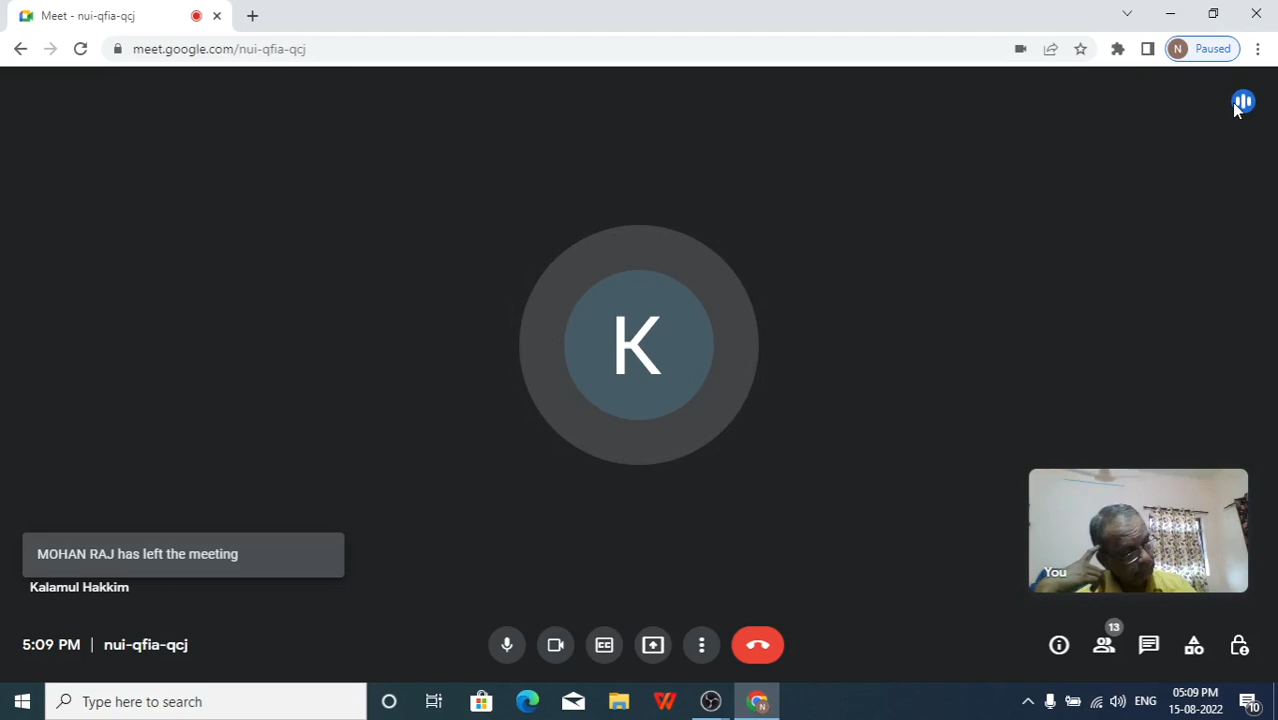 Meet - nui-qfia-qcj
meet.google.com/nui-qfia-qcj
N Paused
K
MOHAN RAJ has left the meeting
Kalamul Hakkim
You
5:09 PM | nui-qfia-qcj
CC
13
Type here to search
W
N
ENG
05:09 PM
15-08-2022
10